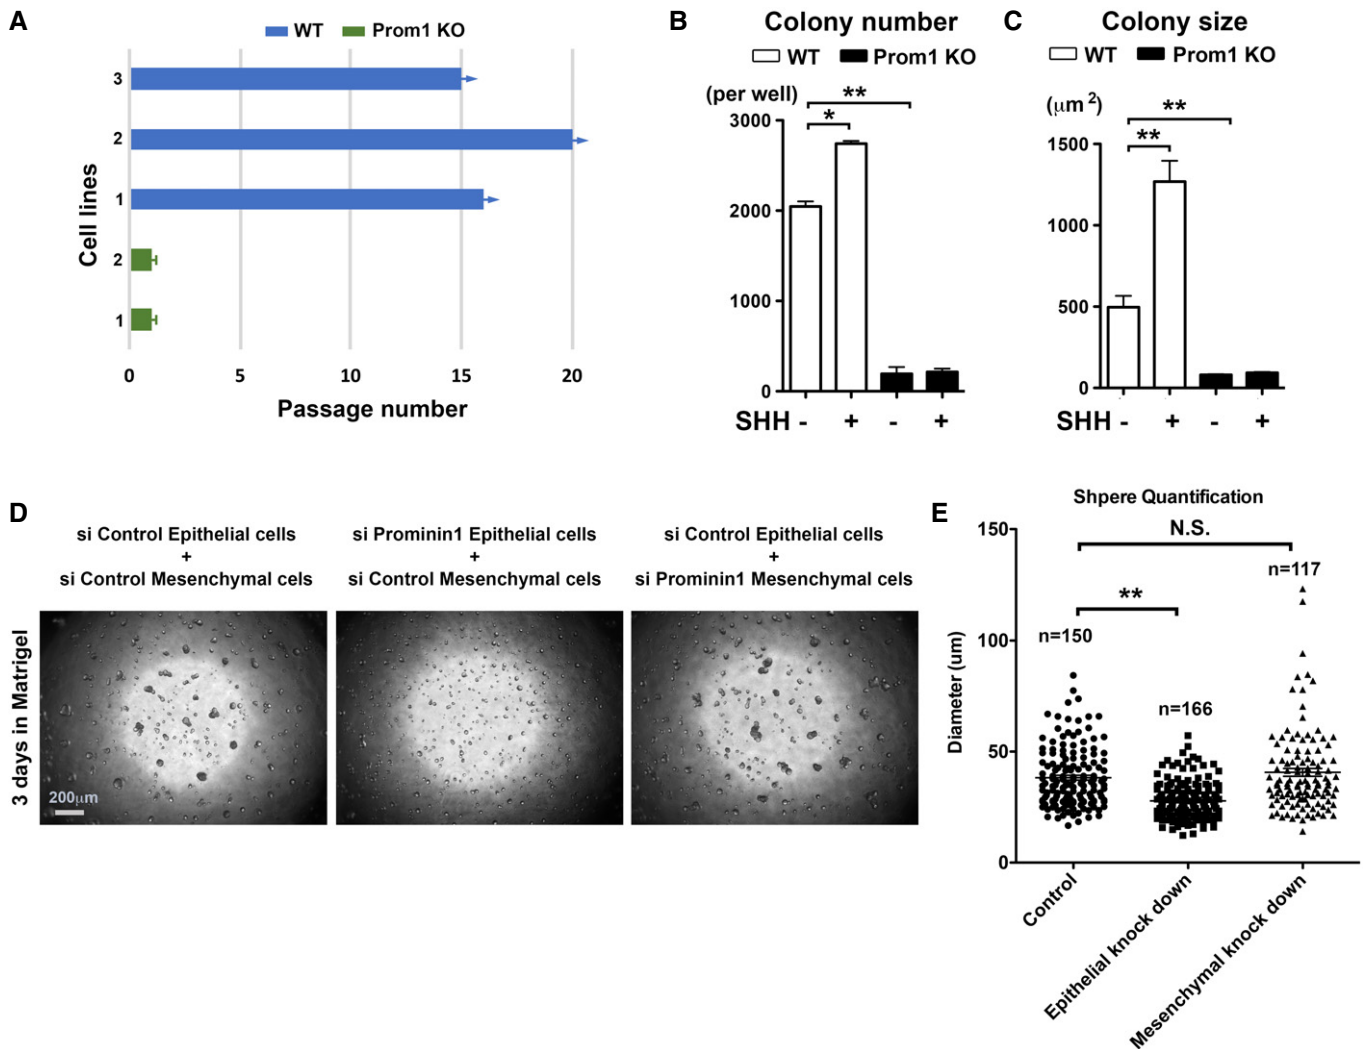 A
WT Prom1 KO
3
2
1
2
1
Cell lines
0 5 10 15 20
Passage number
B Colony number
WT Prom1 KO
(per well)
**
*
3000
2000
1000
0
SHH - + - +
C Colony size
WT Prom1 KO
(μm²)
**
**
1500
1000
500
0
SHH - + - +
D
si Control Epithelial cells
+
si Control Mesenchymal cels
si Prominin1 Epithelial cells
+
si Control Mesenchymal cells
si Control Epithelial cells
+
si Prominin1 Mesenchymal cels
3 days in Matrigel
200μm
E
Shpere Quantification
N.S.
n=117
**
n=150
n=166
150
100
50
0
Diameter (um)
Control
Epithelial knock down
Mesenchymal knock down